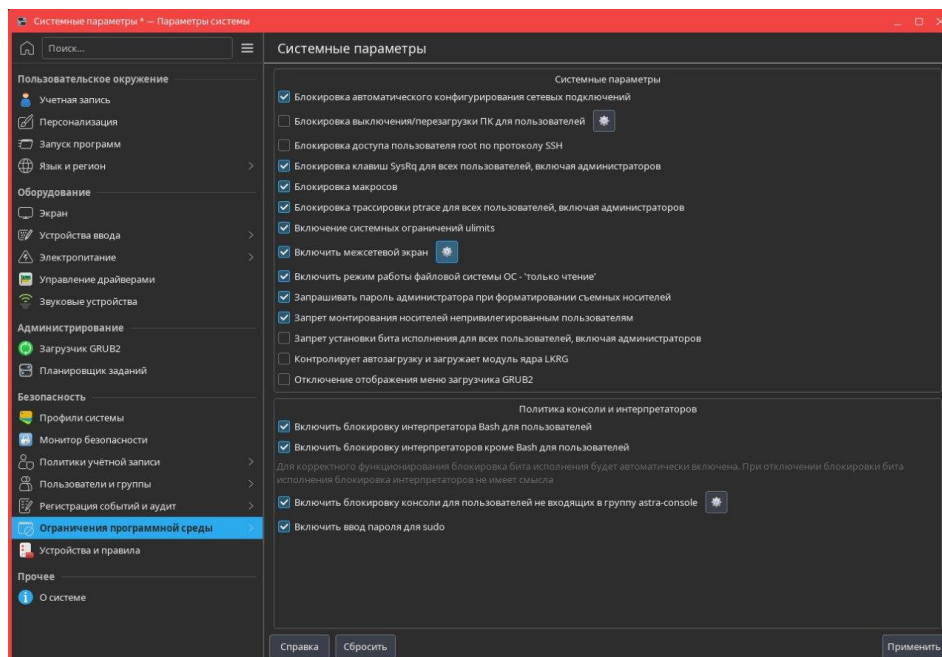 Системные параметры * — Параметры системы
Поиск...
Системные параметры
Пользовательское окружение
Учетная запись
Персонализация
Запуск программ
Язык и регион
Оборудование
Экран
Устройства ввода
Электропитание
Управление драйверами
Звуковые устройства
Администрирование
Загрузчик GRUB2
Планировщик заданий
Безопасность
Профили системы
Монитор безопасности
Политики учётной записи
Пользователи и группы
Регистрация событий и аудит
Ограничения программной среды
Устройства и правила
Прочее
О системе
Системные параметры
Блокировка автоматического конфигурирования сетевых подключений
Блокировка выключения/перезагрузки ПК для пользователей
Блокировка доступа пользователя root по протоколу SSH
Блокировка клавиш SysRq для всех пользователей, включая администраторов
Блокировка макросов
Блокировка трассировки ptrace для всех пользователей, включая администраторов
Включение системных ограничений ulimits
Включить межсетевой экран
Включить режим работы файловой системы ОС - 'только чтение'
Запрашивать пароль администратора при форматировании съемных носителей
Запрет монтирования носителей непривилегированным пользователям
Запрет установки бита исполнения для всех пользователей, включая администраторов
Контролирует автозагрузку и загружает модуль ядра LKRG
Отключение отображения меню загрузчика GRUB2
Политика консоли и интерпретаторов
Включить блокировку интерпретатора Bash для пользователей
Включить блокировку интерпретаторов кроме Bash для пользователей
Для корректного функционирования блокировка бита исполнения будет автоматически включена. При отключении блокировки бита
исполнения блокировка интерпретаторов не имеет смысла
Включить блокировку консоли для пользователей не входящих в группу astra-console
Включить ввод пароля для sudo
Справка
Сбросить
Применить